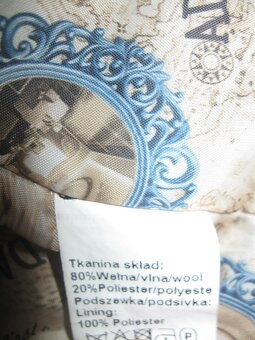 Tkanina skład:
80%Wełna/vlna/wool
20%Poliester/polyeste
Podszewka/podsivka:
Lining:
100% Poliester